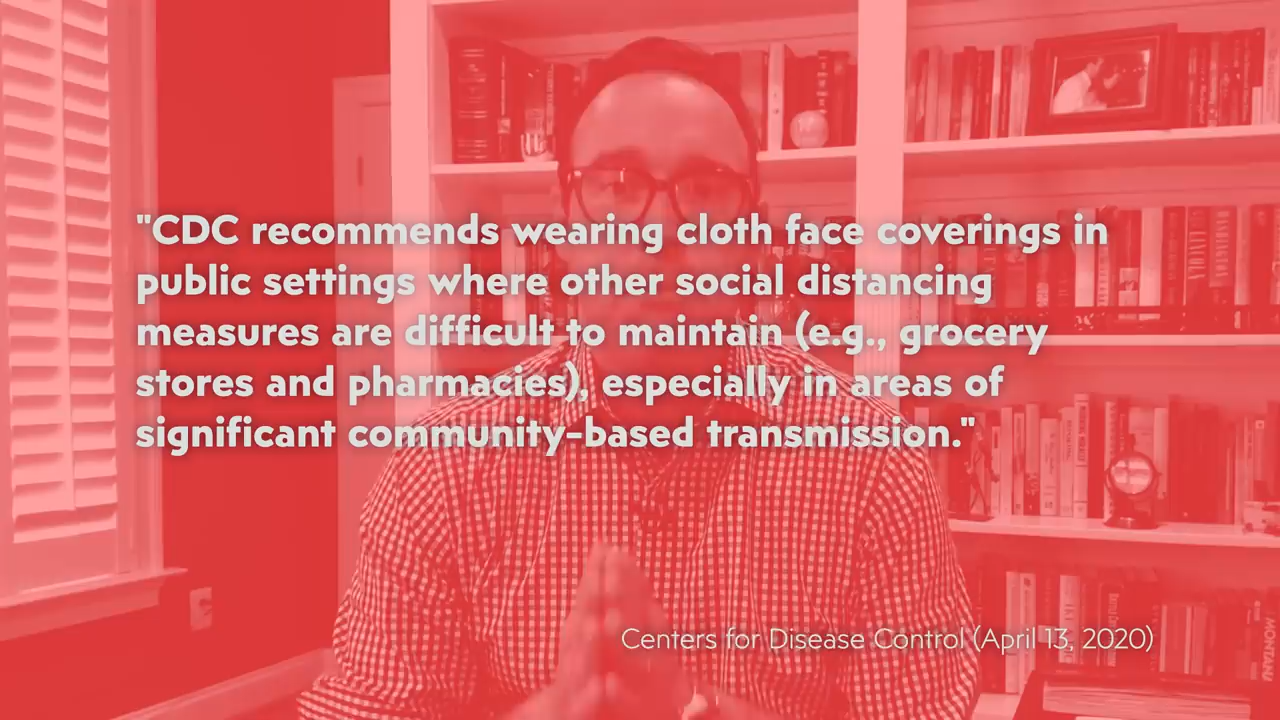 "CDC recommends wearing cloth face coverings in
public settings where other social distancing
measures are difficult to maintain (e.g., grocery
stores and pharmacies), especially in areas of
significant community-based transmission."
Centers for Disease Control (April 13, 2020)
MONTANA